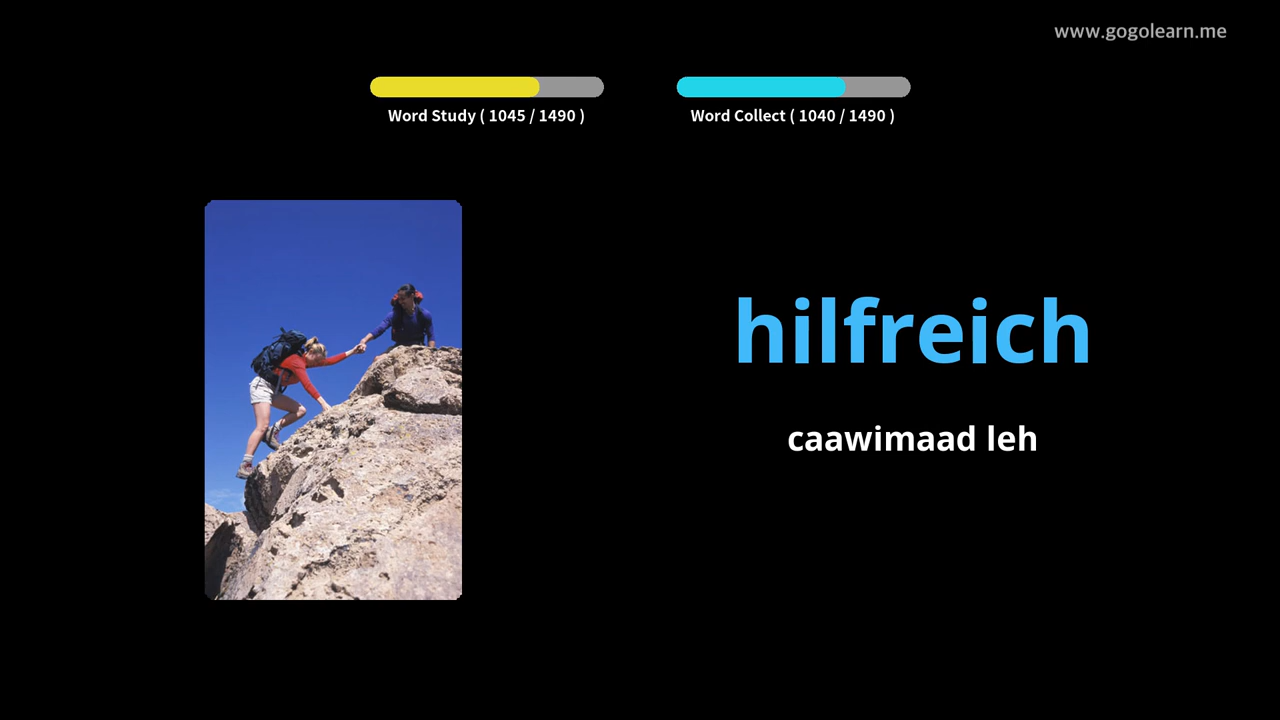 www.gogolearn.me
Word Study ( 1045 / 1490 )
Word Collect ( 1040 / 1490 )
hilfreich
caawimaad leh